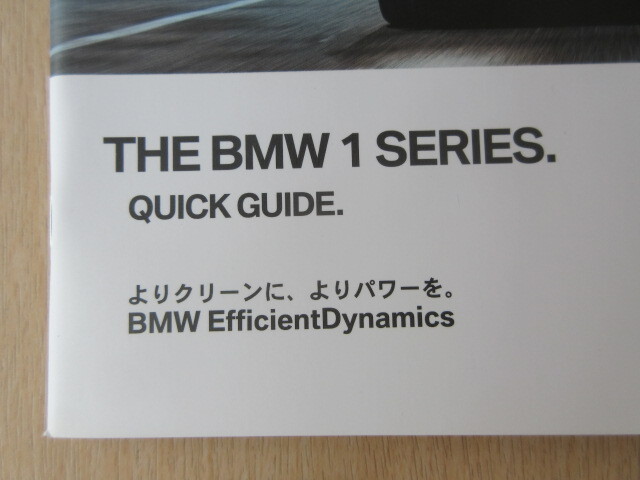 THE BMW 1 SERIES.
QUICK GUIDE.
よりクリーンに、よりパワーを。
BMW EfficientDynamics